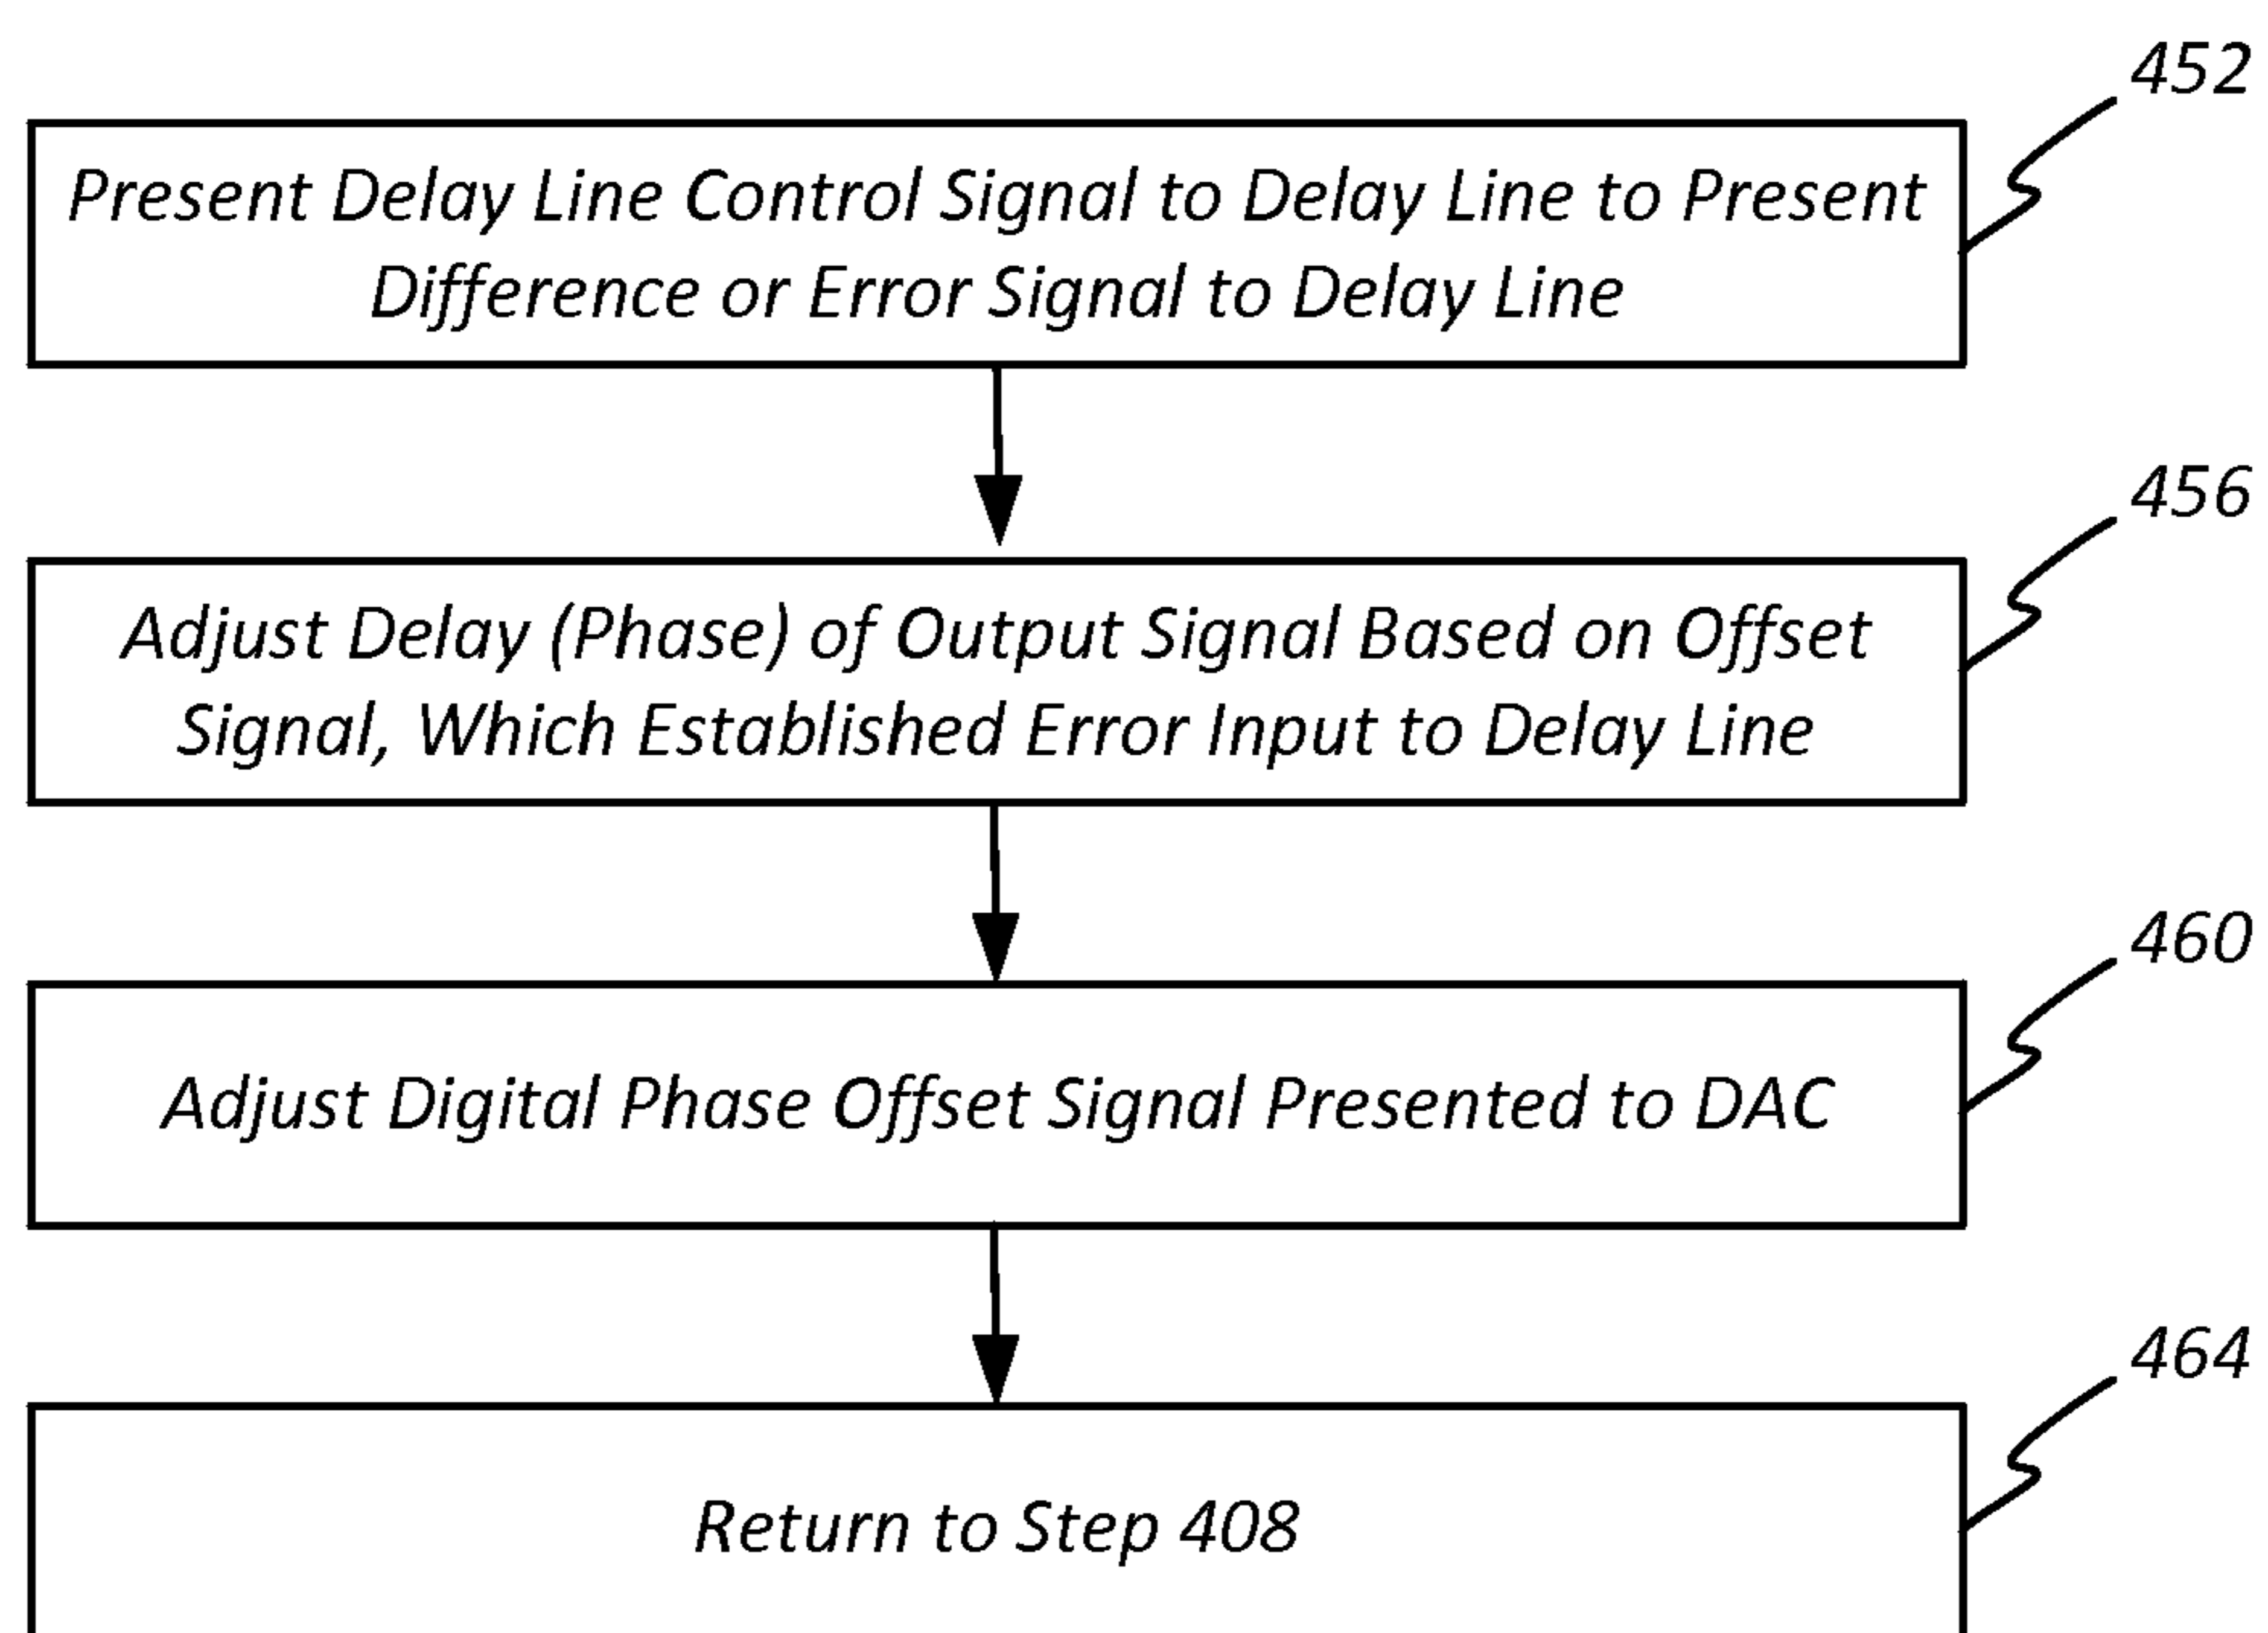 452
Present Delay Line Control Signal to Delay Line to Present
Difference or Error Signal to Delay Line
456
Adjust Delay (Phase) of Output Signal Based on Offset
Signal, Which Established Error Input to Delay Line
460
Adjust Digital Phase Offset Signal Presented to DAC
464
Return to Step 408